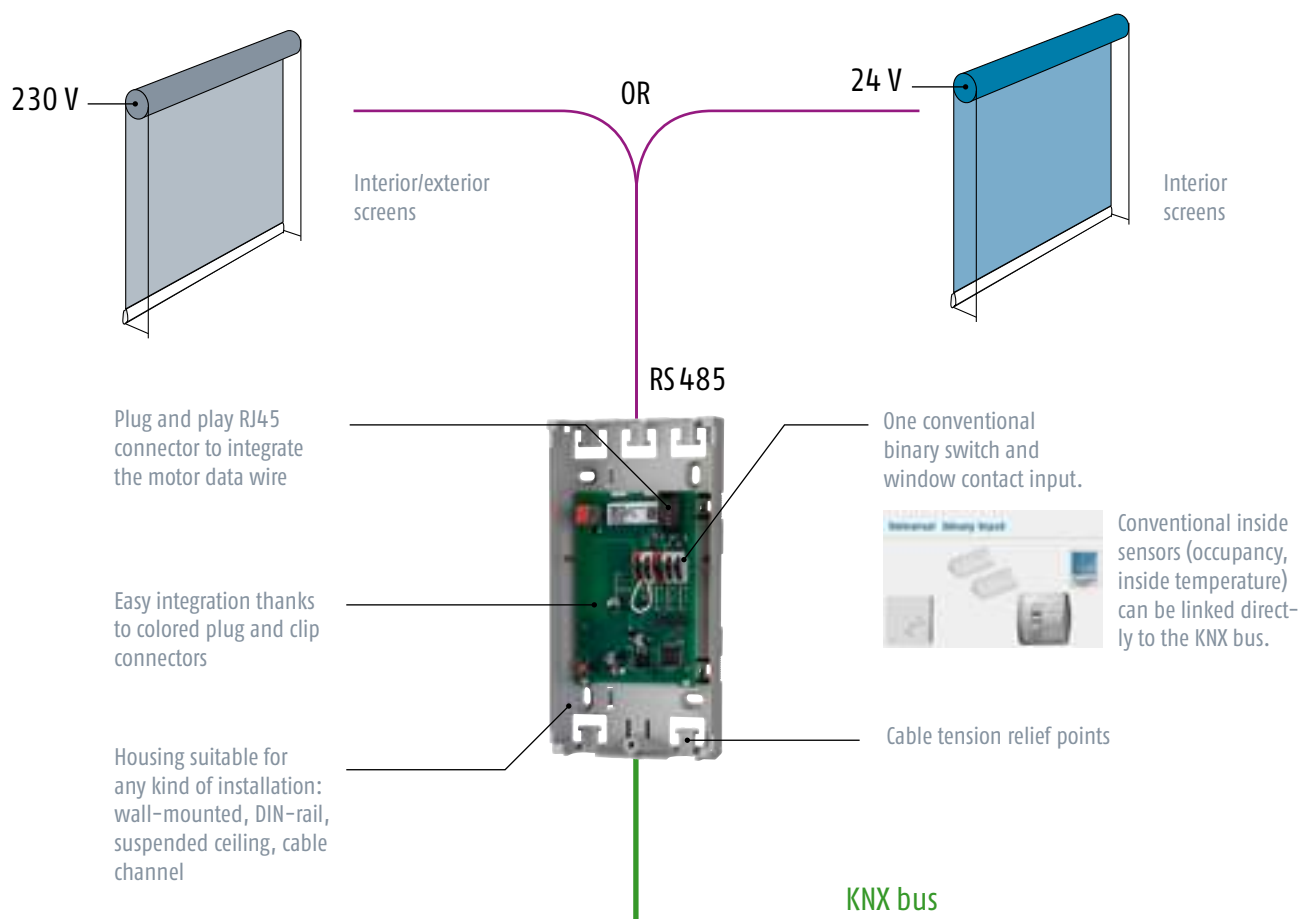 230 V
OR
24 V
Interior/exterior
screens
Interior
screens
RS 485
Plug and play RJ45
connector to integrate
the motor data wire
One conventional
binary switch and
window contact input.
Universal binary input
Conventional inside
sensors (occupancy,
inside temperature)
can be linked direct-
ly to the KNX bus.
Easy integration thanks
to colored plug and clip
connectors
Cable tension relief points
Housing suitable for
any kind of installation:
wall-mounted, DIN-rail,
suspended ceiling, cable
channel
KNX bus